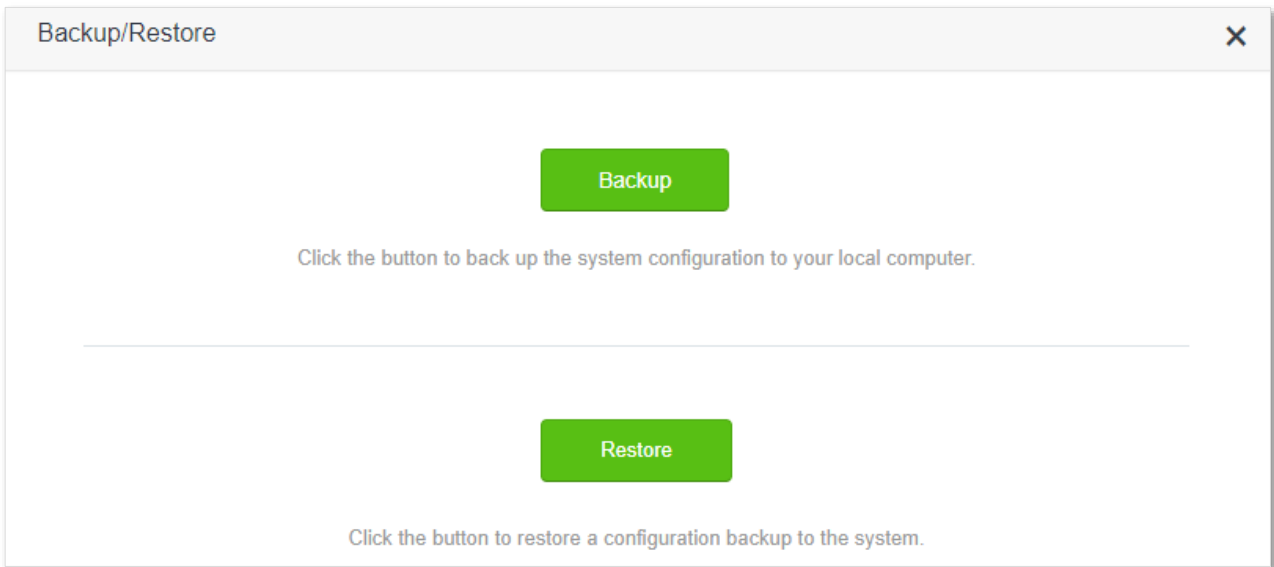 Backup/Restore
Backup
Click the button to back up the system configuration to your local computer.
Restore
Click the button to restore a configuration backup to the system.